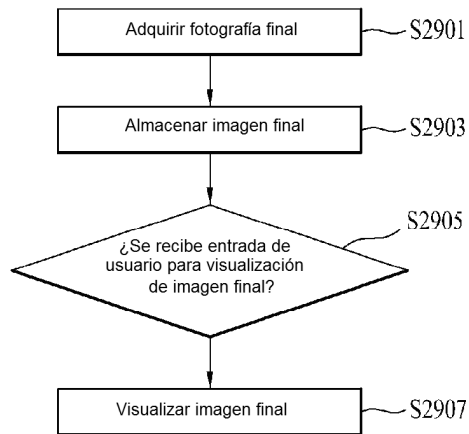 Adquirir fotografía final
S2901
Almacenar imagen final
S2903
S2905
¿Se recibe entrada de
usuario para visualización
de imagen final?
Visualizar imagen final
S2907